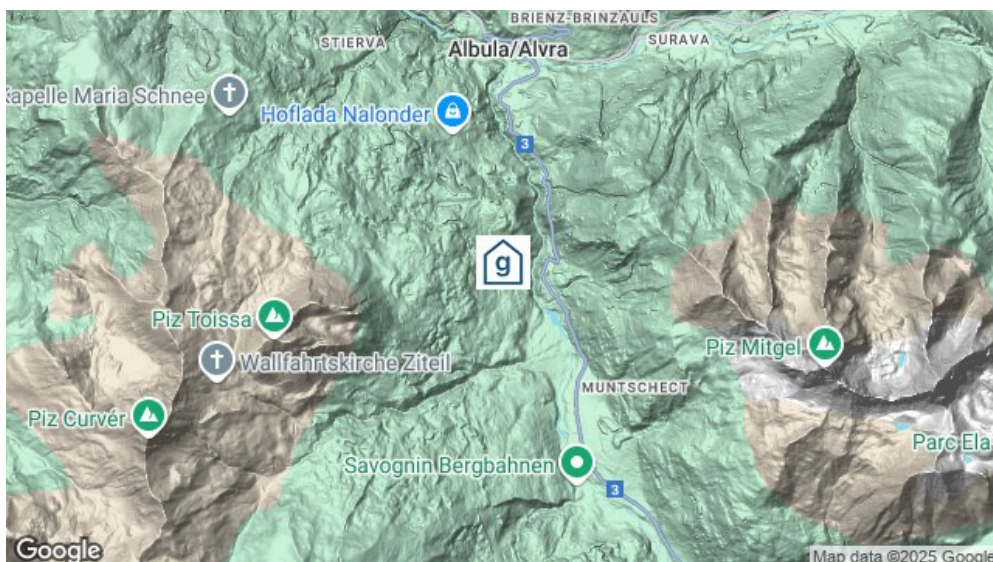 BRIENZ-BRINZAULS
STIERVA
Albula/Alvra
SURAVA
Kapelle Maria Schnee
Hoflada Nalonder
3
g
Piz Toissa
Wallfahrtskirche Ziteil
Piz Mitgel
MUNTSCHECT
Piz Curvér
Parc Ela
Savognin Bergbahnen
3
Google
Map data ©2025 Google